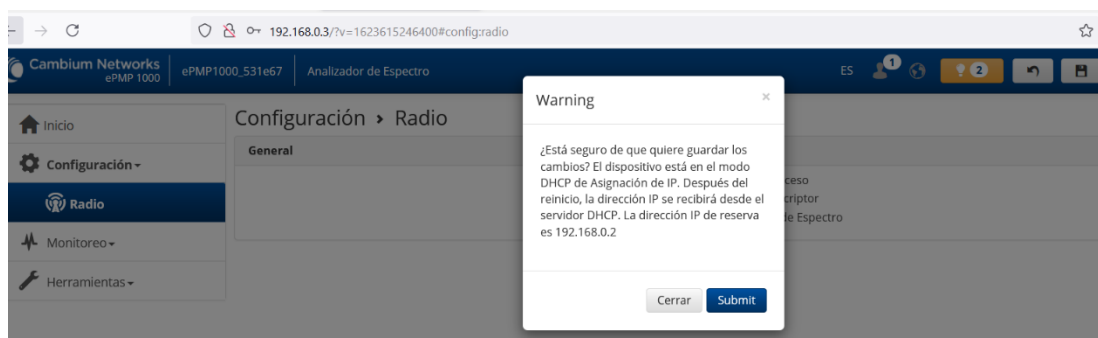 192.168.0.3/?v=1623615246400#config:radio
Cambium Networks
ePMP 1000
ePMP1000_531e67
Analizador de Espectro
ES
1
2
Inicio
Configuración
Radio
Monitoreo
Herramientas
Configuración › Radio
General
ceso
criptor
de Espectro
Warning
×
¿Está seguro de que quiere guardar los
cambios? El dispositivo está en el modo
DHCP de Asignación de IP. Después del
reinicio, la dirección IP se recibirá desde el
servidor DHCP. La dirección IP de reserva
es 192.168.0.2
Cerrar
Submit